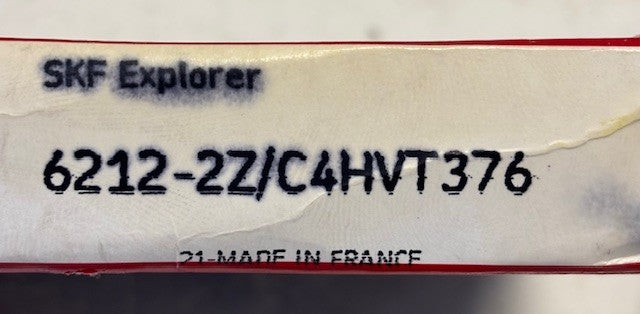 SKF Explorer
6212-2Z/C4HVT376
21-MADE IN FRANCE